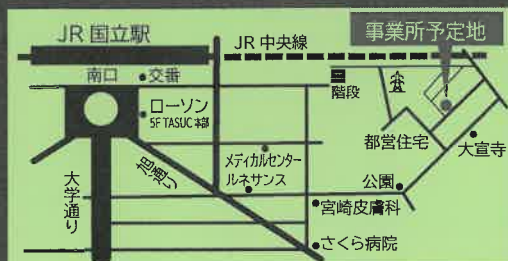 JR 国立駅
JR 中央線
事業所予定地
南口
交番
階段
ローソン
5F TASUC 本部
都営住宅
大宣寺
メディカルセンター
ルネサンス
大学通り
旭通り
公園
宮崎皮膚科
さくら病院